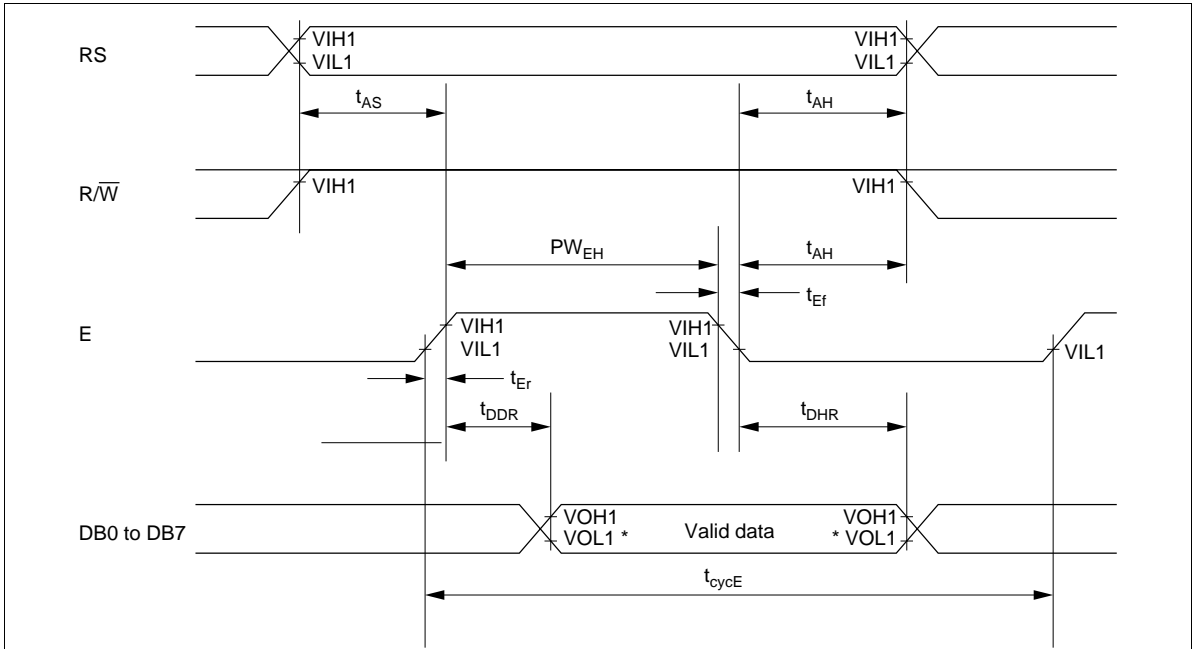 RS
VIH1
VIL1
VIH1
VIL1
tAS
tAH
R/W̅
VIH1
VIH1
PWEH
tAH
tEf
E
VIH1
VIL1
VIH1
VIL1
VIL1
tEr
tDDR
tDHR
DB0 to DB7
VOH1
VOL1 *
Valid data
VOH1
* VOL1
tcycE